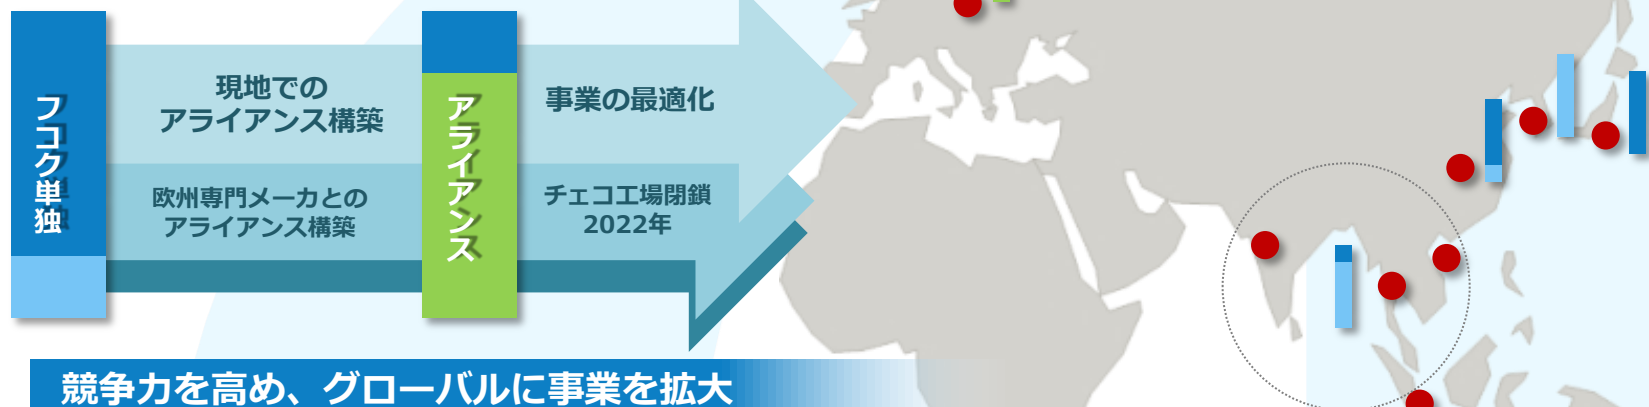 フコク単独
現地での
アライアンス構築
欧州専門メーカとの
アライアンス構築
アライアンス
事業の最適化
チェコ工場閉鎖
2022年
競争力を高め、グローバルに事業を拡大